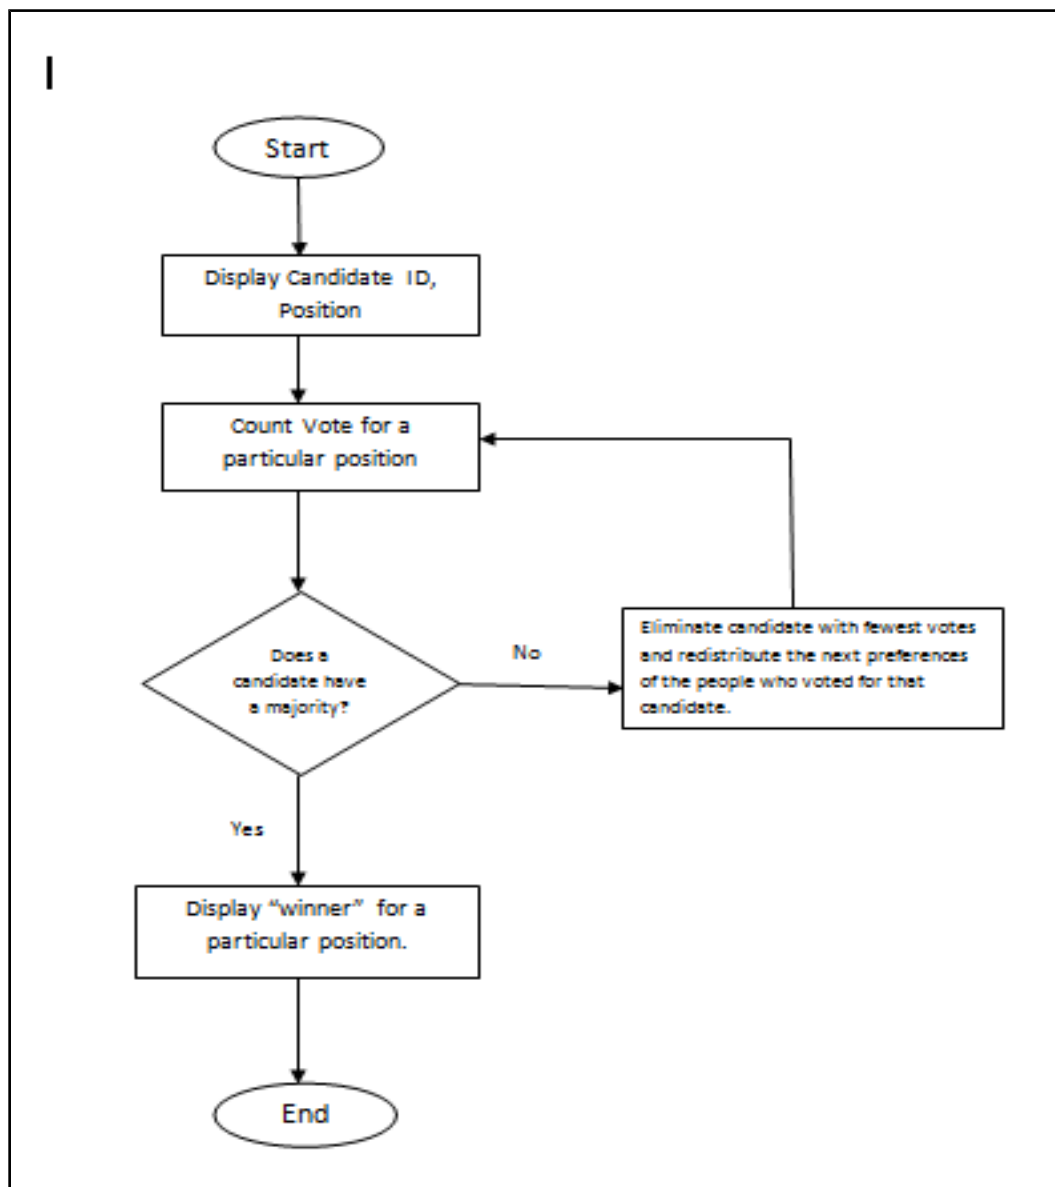 I
Start
Display Candidate ID,
Position
Count Vote for a
particular position
Does a
candidate have
a majority?
No
Eliminate candidate with fewest votes
and redistribute the next preferences
of the people who voted for that
candidate.
Yes
Display “winner” for a
particular position.
End